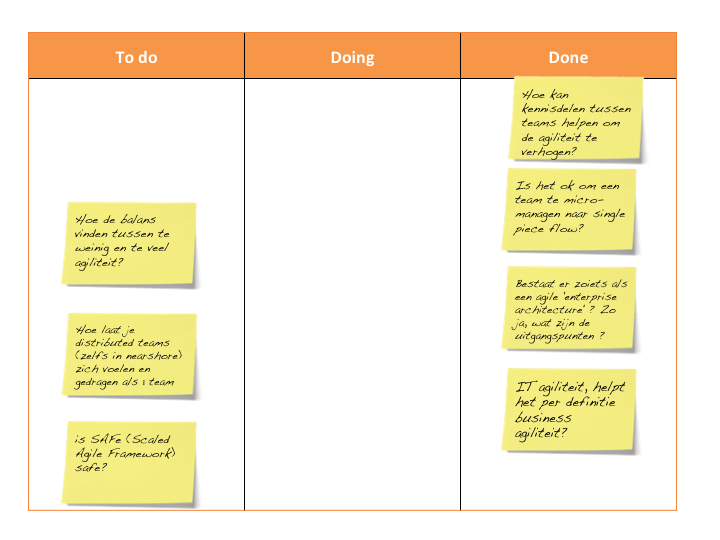 To do
Doing
Done
Hoe de balans
vinden tussen te
weinig en te veel
agiliteit?
Hoe laat je
distributed teams
(zelfs in nearshore)
zich voelen en
gedragen als 1 team
is SAFe (Scaled
Agile Framework)
safe?
Hoe kan
kennisdelen tussen
teams helpen om
de agiliteit te
verhogen?
Is het ok om een
team te micro-
managen naar single
piece flow?
Bestaat er zoiets als
een agile 'enterprise
architecture' ? Zo
ja, wat zijn de
uitgangspunten ?
IT agiliteit, helpt
het per definitie
business
agiliteit?